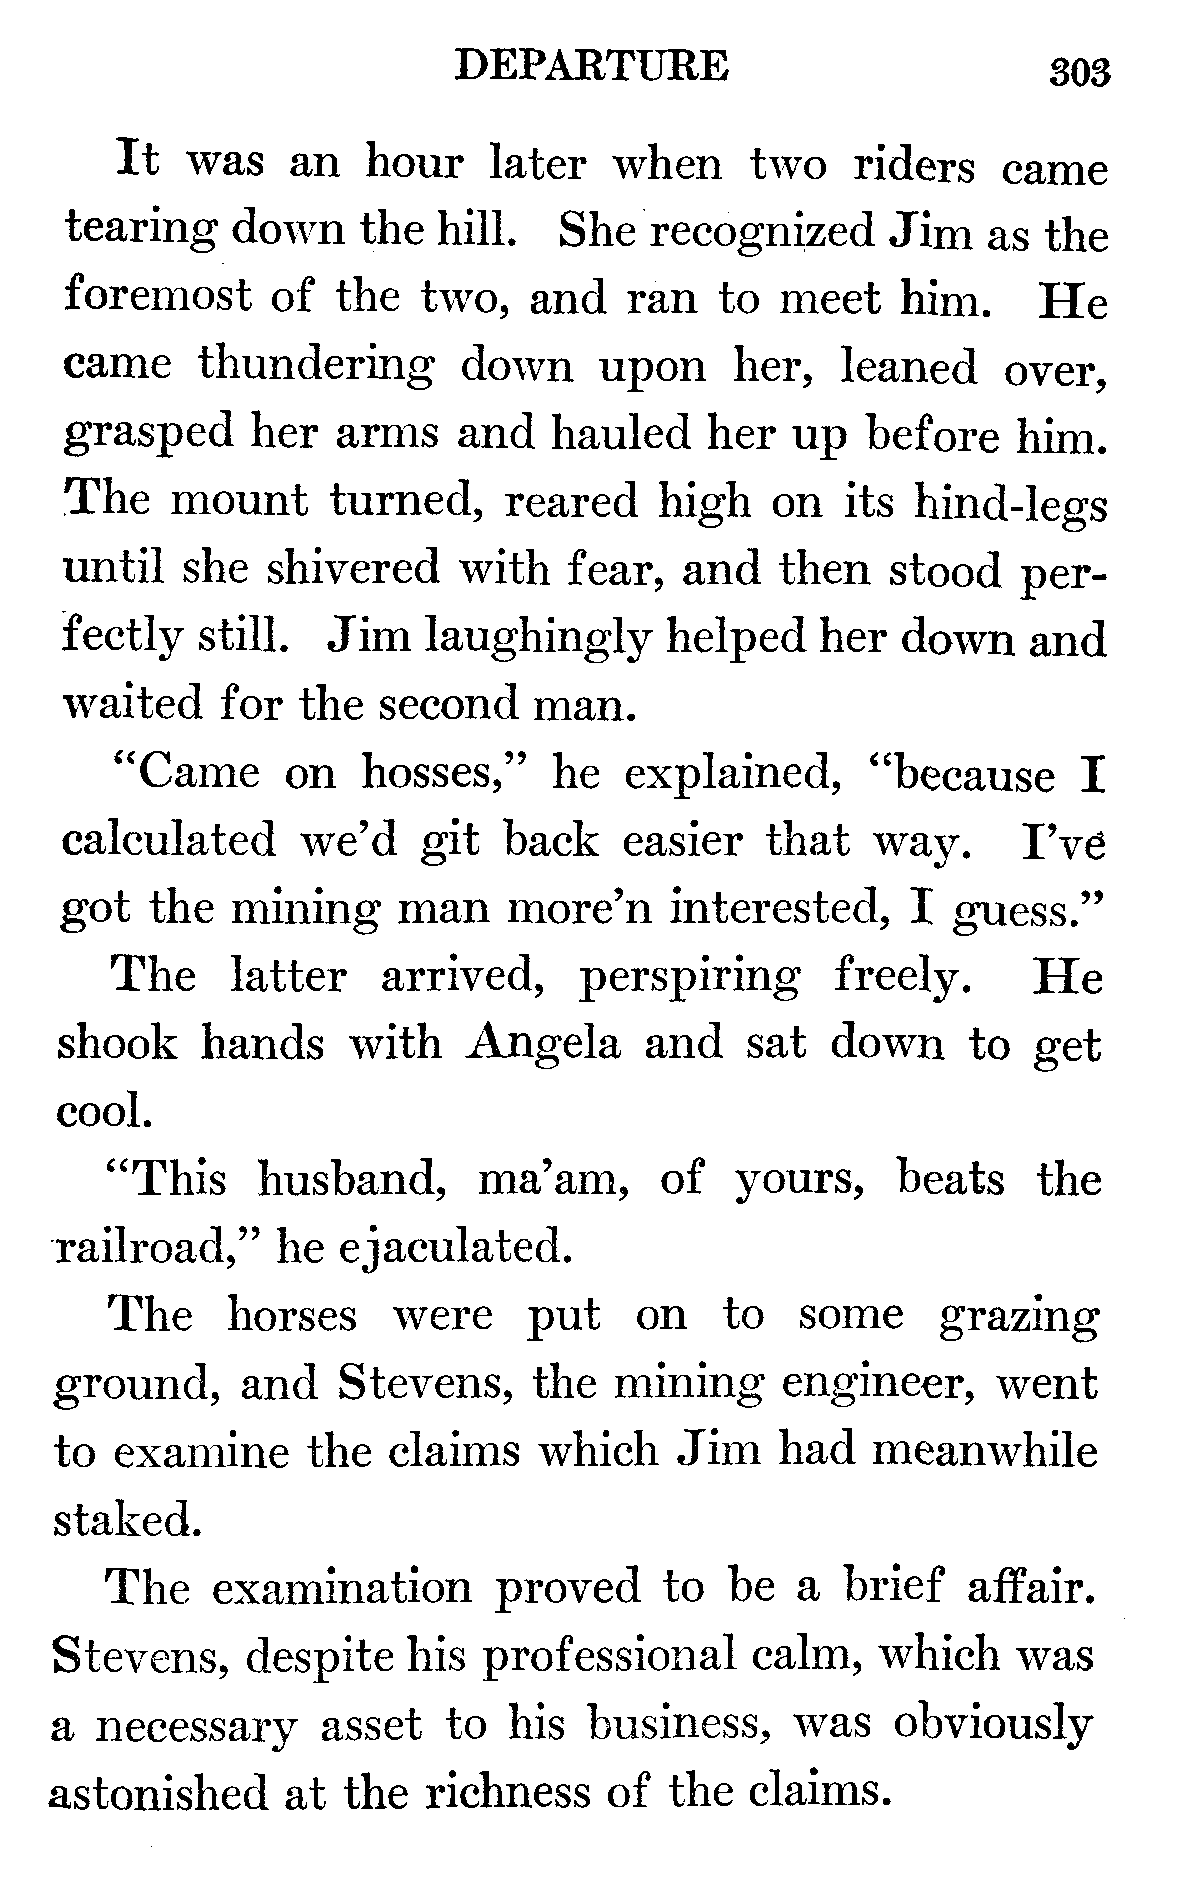 DEPARTURE 303
It was an hour later when two riders came
tearing down the hill. She recognized Jim as the
foremost of the two, and ran to meet him. He
came thundering down upon her, leaned over,
grasped her arms and hauled her up before him.
The mount turned, reared high on its hind-legs
until she shivered with fear, and then stood per-
fectly still. Jim laughingly helped her down and
waited for the second man.
“Came on hosses,” he explained, “because I
calculated we’d git back easier that way. I’ve
got the mining man more’n interested, I guess.”
The latter arrived, perspiring freely. He
shook hands with Angela and sat down to get
cool.
“This husband, ma’am, of yours, beats the
railroad,” he ejaculated.
The horses were put on to some grazing
ground, and Stevens, the mining engineer, went
to examine the claims which Jim had meanwhile
staked.
The examination proved to be a brief affair.
Stevens, despite his professional calm, which was
a necessary asset to his business, was obviously
astonished at the richness of the claims.